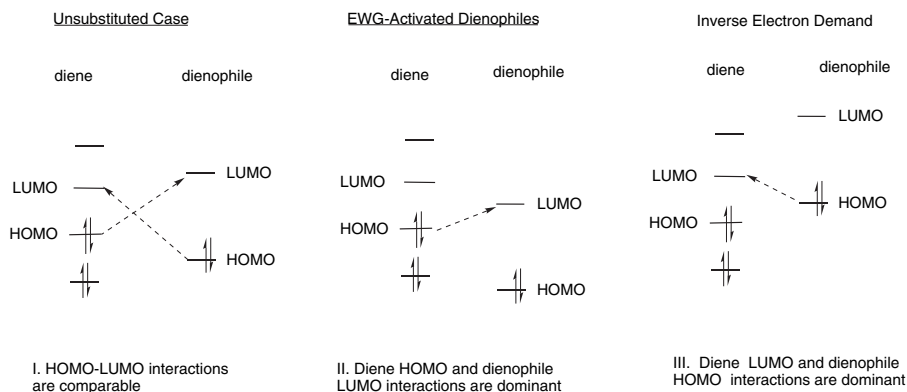 Unsubstituted Case
diene
dienophile
LUMO
LUMO
HOMO
HOMO
I. HOMO-LUMO interactions
are comparable
EWG-Activated Dienophiles
diene
dienophile
LUMO
LUMO
HOMO
HOMO
II. Diene HOMO and dienophile
LUMO interactions are dominant
Inverse Electron Demand
diene
dienophile
LUMO
LUMO
HOMO
HOMO
III. Diene LUMO and dienophile
HOMO interactions are dominant